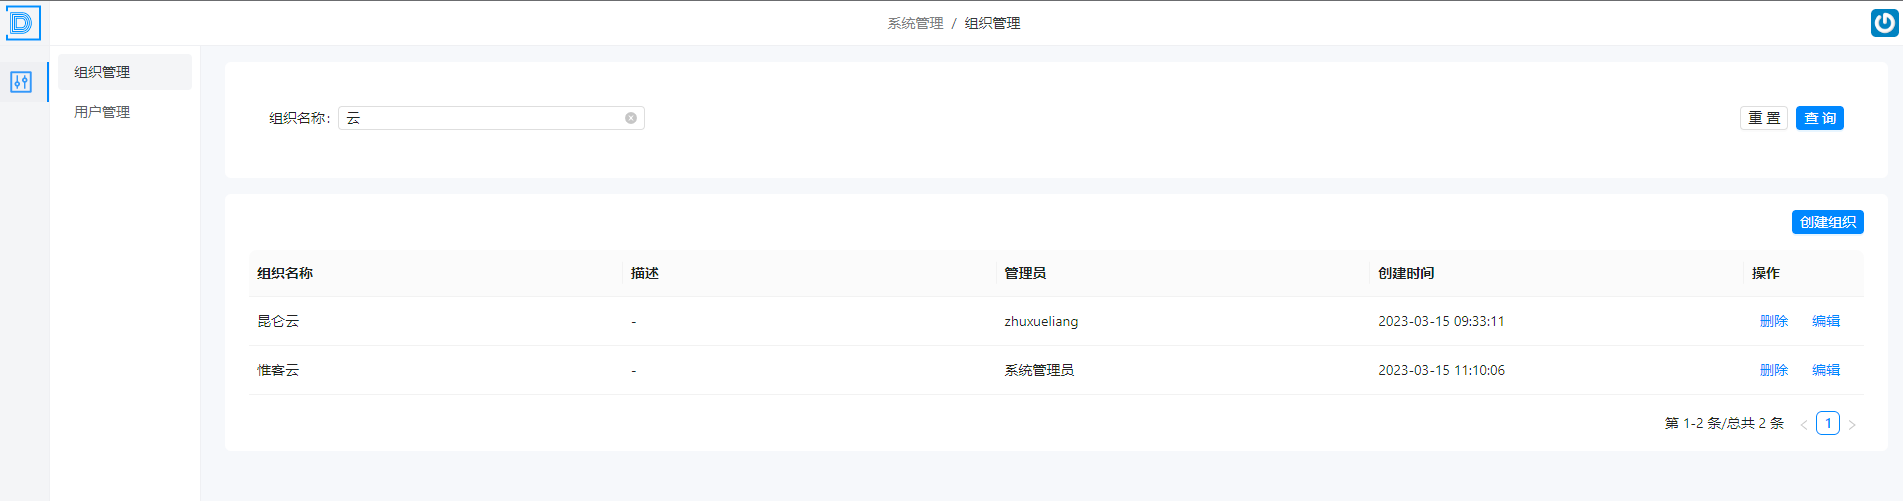 系统管理 / 组织管理
组织管理
用户管理
组织名称: 云
重 置 查 询
创建组织
组织名称 描述 管理员 创建时间 操作
昆仑云 - zhuxueliang 2023-03-15 09:33:11 删除 编辑
惟客云 - 系统管理员 2023-03-15 11:10:06 删除 编辑
第 1-2 条/总共 2 条 < 1 >